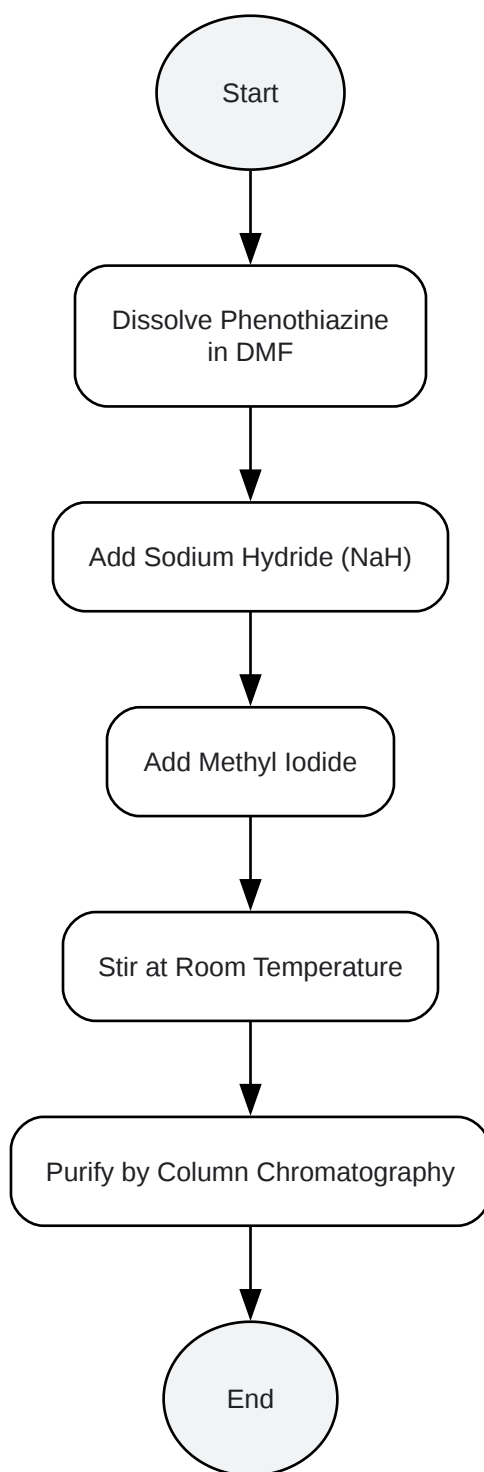 Start
Dissolve Phenothiazine
in DMF
Add Sodium Hydride (NaH)
Add Methyl Iodide
Stir at Room Temperature
Purify by Column Chromatography
End